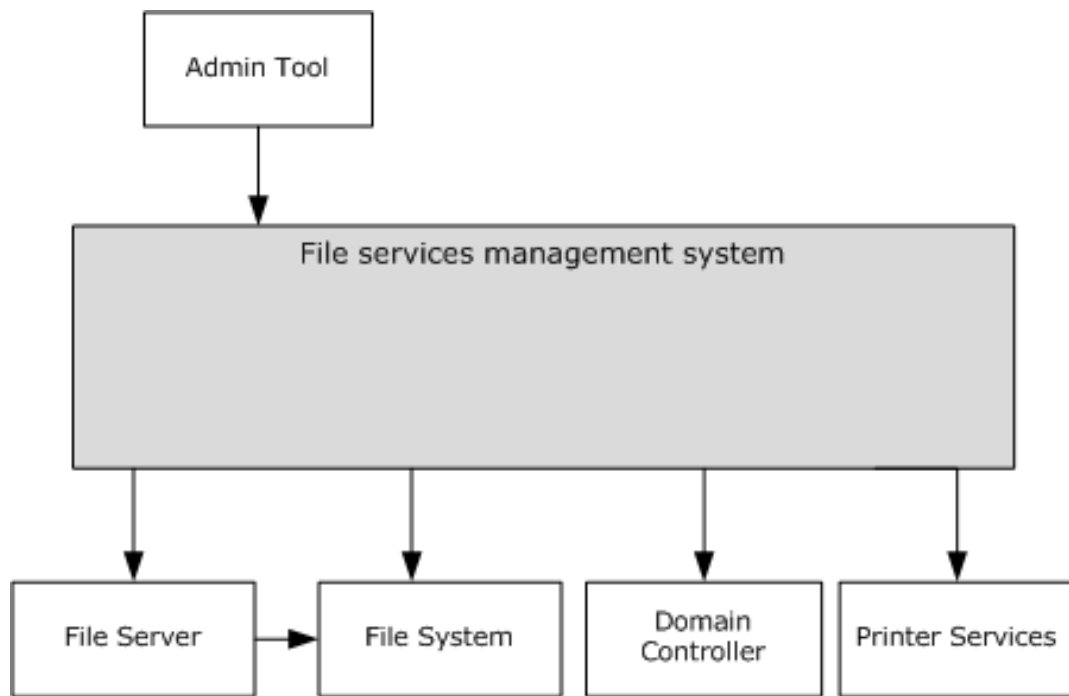 Admin Tool
File services management system
File Server
File System
Domain
Controller
Printer Services